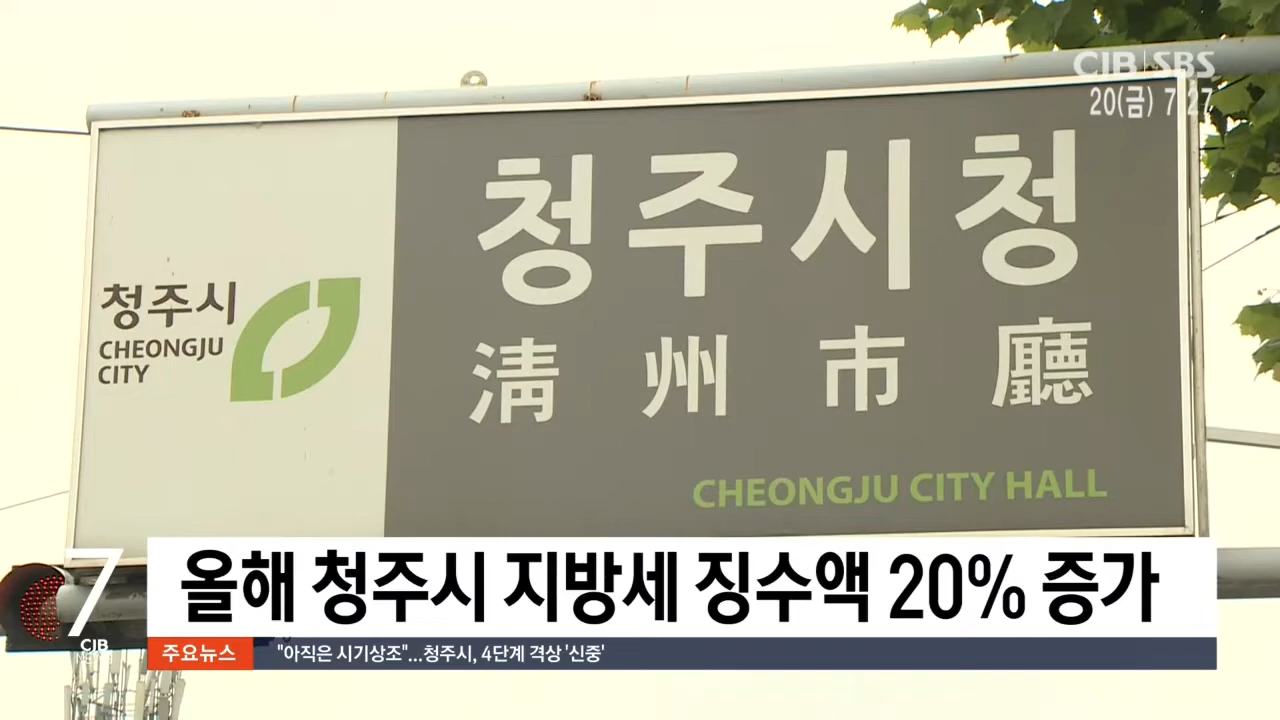 CJB SBS
20(금) 7:27
청주시청
淸州市廳
CHEONGJU CITY HALL
청주시
CHEONGJU
CITY
7
CJB
NEWS
올해 청주시 지방세 징수액 20% 증가
주요뉴스
"아직은 시기상조"...청주시, 4단계 격상 '신중'